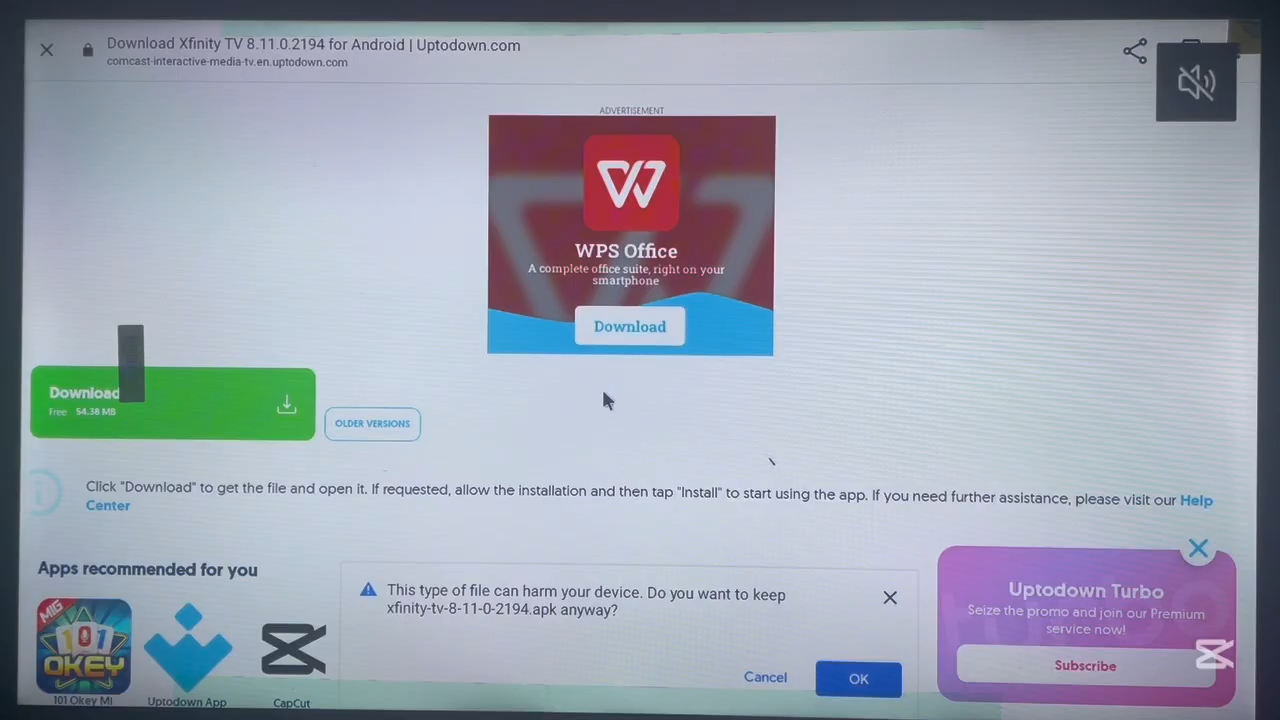 Download Xfinity TV 8.11.0.2194 for Android | Uptodown.com
comcast-interactive-media-tv.en.uptodown.com
ADVERTISEMENT
WPS Office
A complete office suite, right on your
smartphone
Download
Download
Free 54.38 MB
OLDER VERSIONS
Click "Download" to get the file and open it. If requested, allow the installation and then tap "Install" to start using the app. If you need further assistance, please visit our Help
Center
Apps recommended for you
MIG
101
OKEY
101 Okey Mi
Uptodown App
CapCut
This type of file can harm your device. Do you want to keep
xfinity-tv-8-11-0-2194.apk anyway?
Cancel
OK
Uptodown Turbo
Seize the promo and join our Premium
service now!
Subscribe